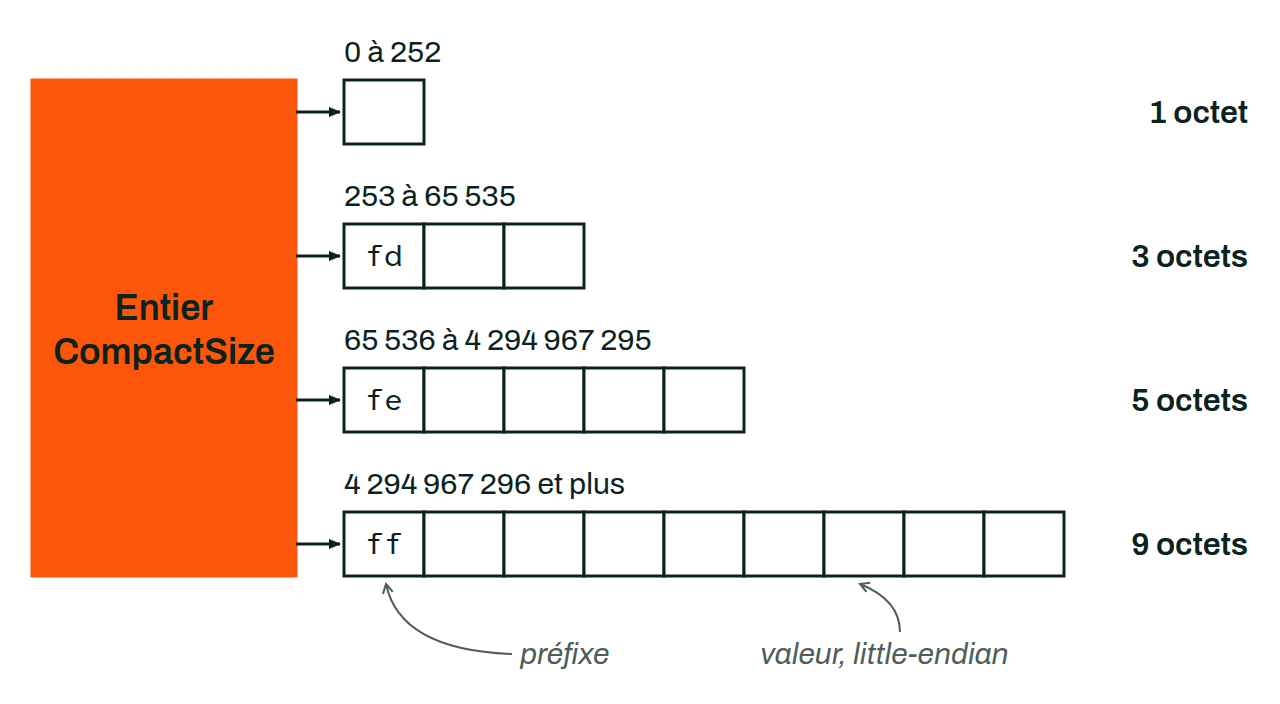 0 à 252
1 octet
253 à 65 535
fd
3 octets
Entier
CompactSize
65 536 à 4 294 967 295
fe
5 octets
4 294 967 296 et plus
ff
9 octets
préfixe
valeur, little-endian